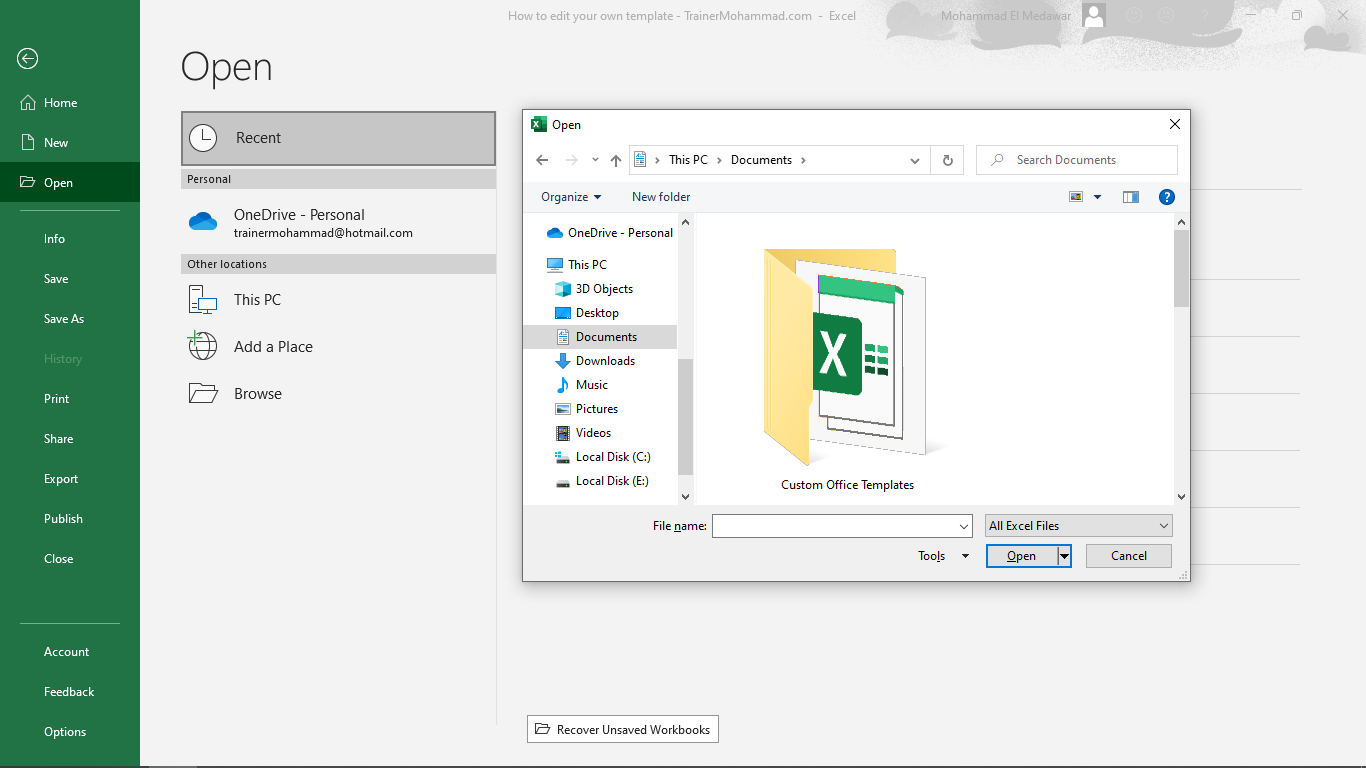 How to edit your own template - TrainerMohammad.com - Excel
Mohammad El Medawar
Home
New
Open
Info
Save
Save As
History
Print
Share
Export
Publish
Close
Account
Feedback
Options
Open
Recent
Personal
OneDrive - Personal
trainermohammad@hotmail.com
Other locations
This PC
Add a Place
Browse
Open
This PC > Documents >
Search Documents
Organize
New folder
?
OneDrive - Personal
This PC
3D Objects
Desktop
Documents
Downloads
Music
Pictures
Videos
Local Disk (C:)
Local Disk (E:)
X
Custom Office Templates
File name:
All Excel Files
Tools
Open
Cancel
Recover Unsaved Workbooks